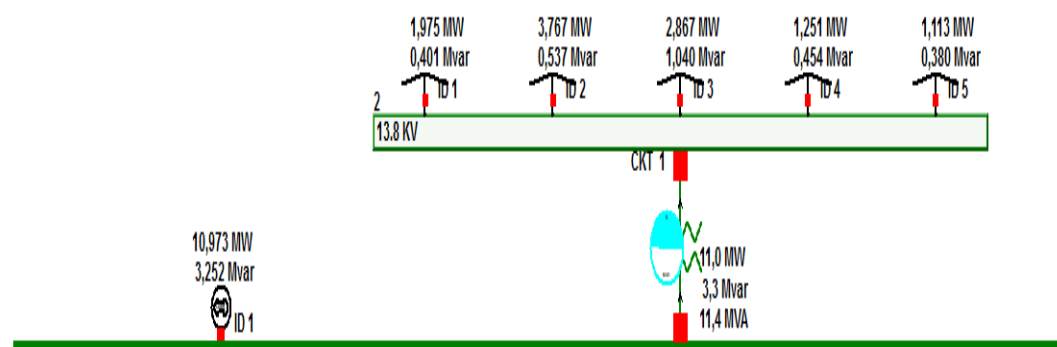 1,975 MW
0,401 Mvar
ID 1
3,767 MW
0,537 Mvar
ID 2
2,867 MW
1,040 Mvar
ID 3
1,251 MW
0,454 Mvar
ID 4
1,113 MW
0,380 Mvar
ID 5
2
13.8 KV
CKT 1
10,973 MW
3,252 Mvar
ID 1
11,0 MW
3,3 Mvar
11,4 MVA